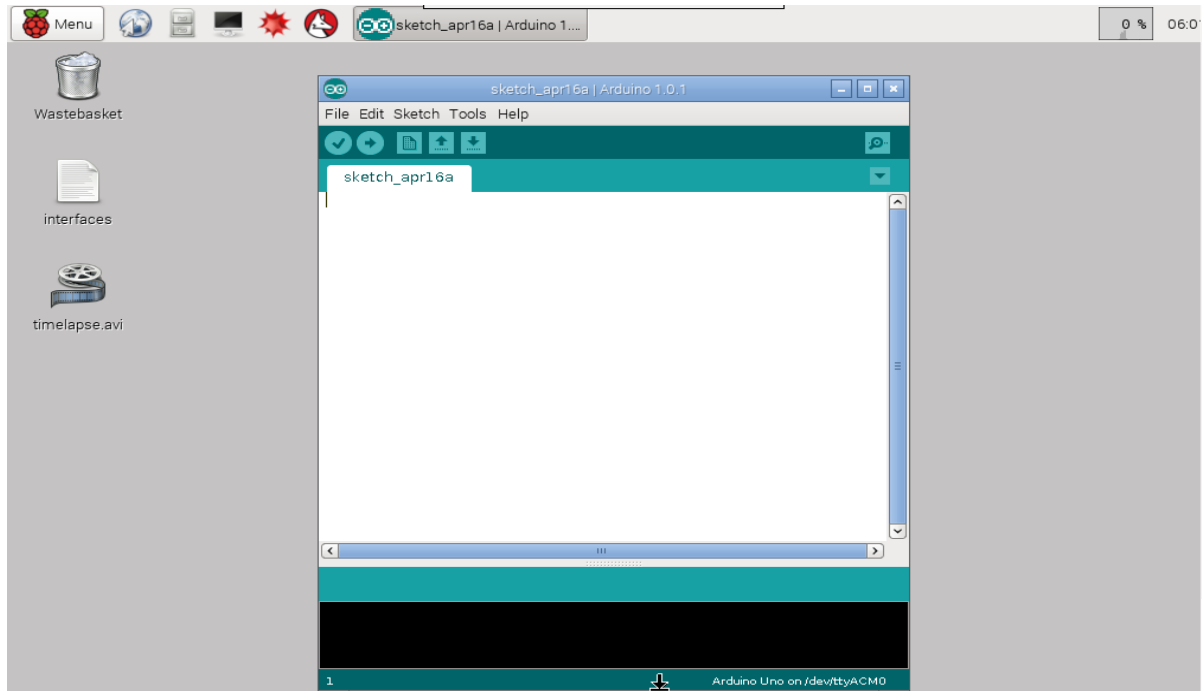 Menu
sketch_apr16a | Arduino 1....
0 %
06:0
Wastebasket
interfaces
timelapse.avi
sketch_apr16a | Arduino 1.0.1
File Edit Sketch Tools Help
sketch_apr16a
1
Arduino Uno on /dev/ttyACM0